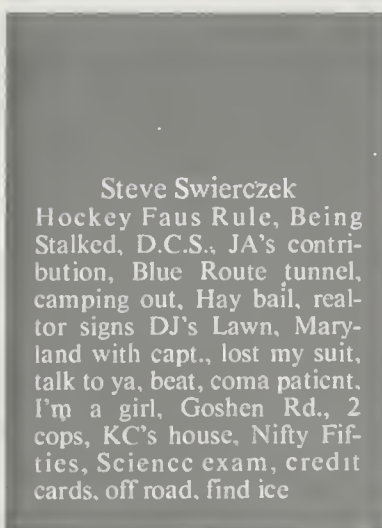 Steve Swierczek
Hockey Faus Rule, Being
Stalked, D.C.S., JA's contri-
bution, Blue Route tunnel,
camping out, Hay bail, real-
tor signs DJ's Lawn, Mary-
land with capt., lost my suit,
talk to ya, beat, coma patient,
I'm a girl, Goshen Rd., 2
cops, KC's house, Nifty Fif-
ties, Science exam, credit
cards, off road, find ice